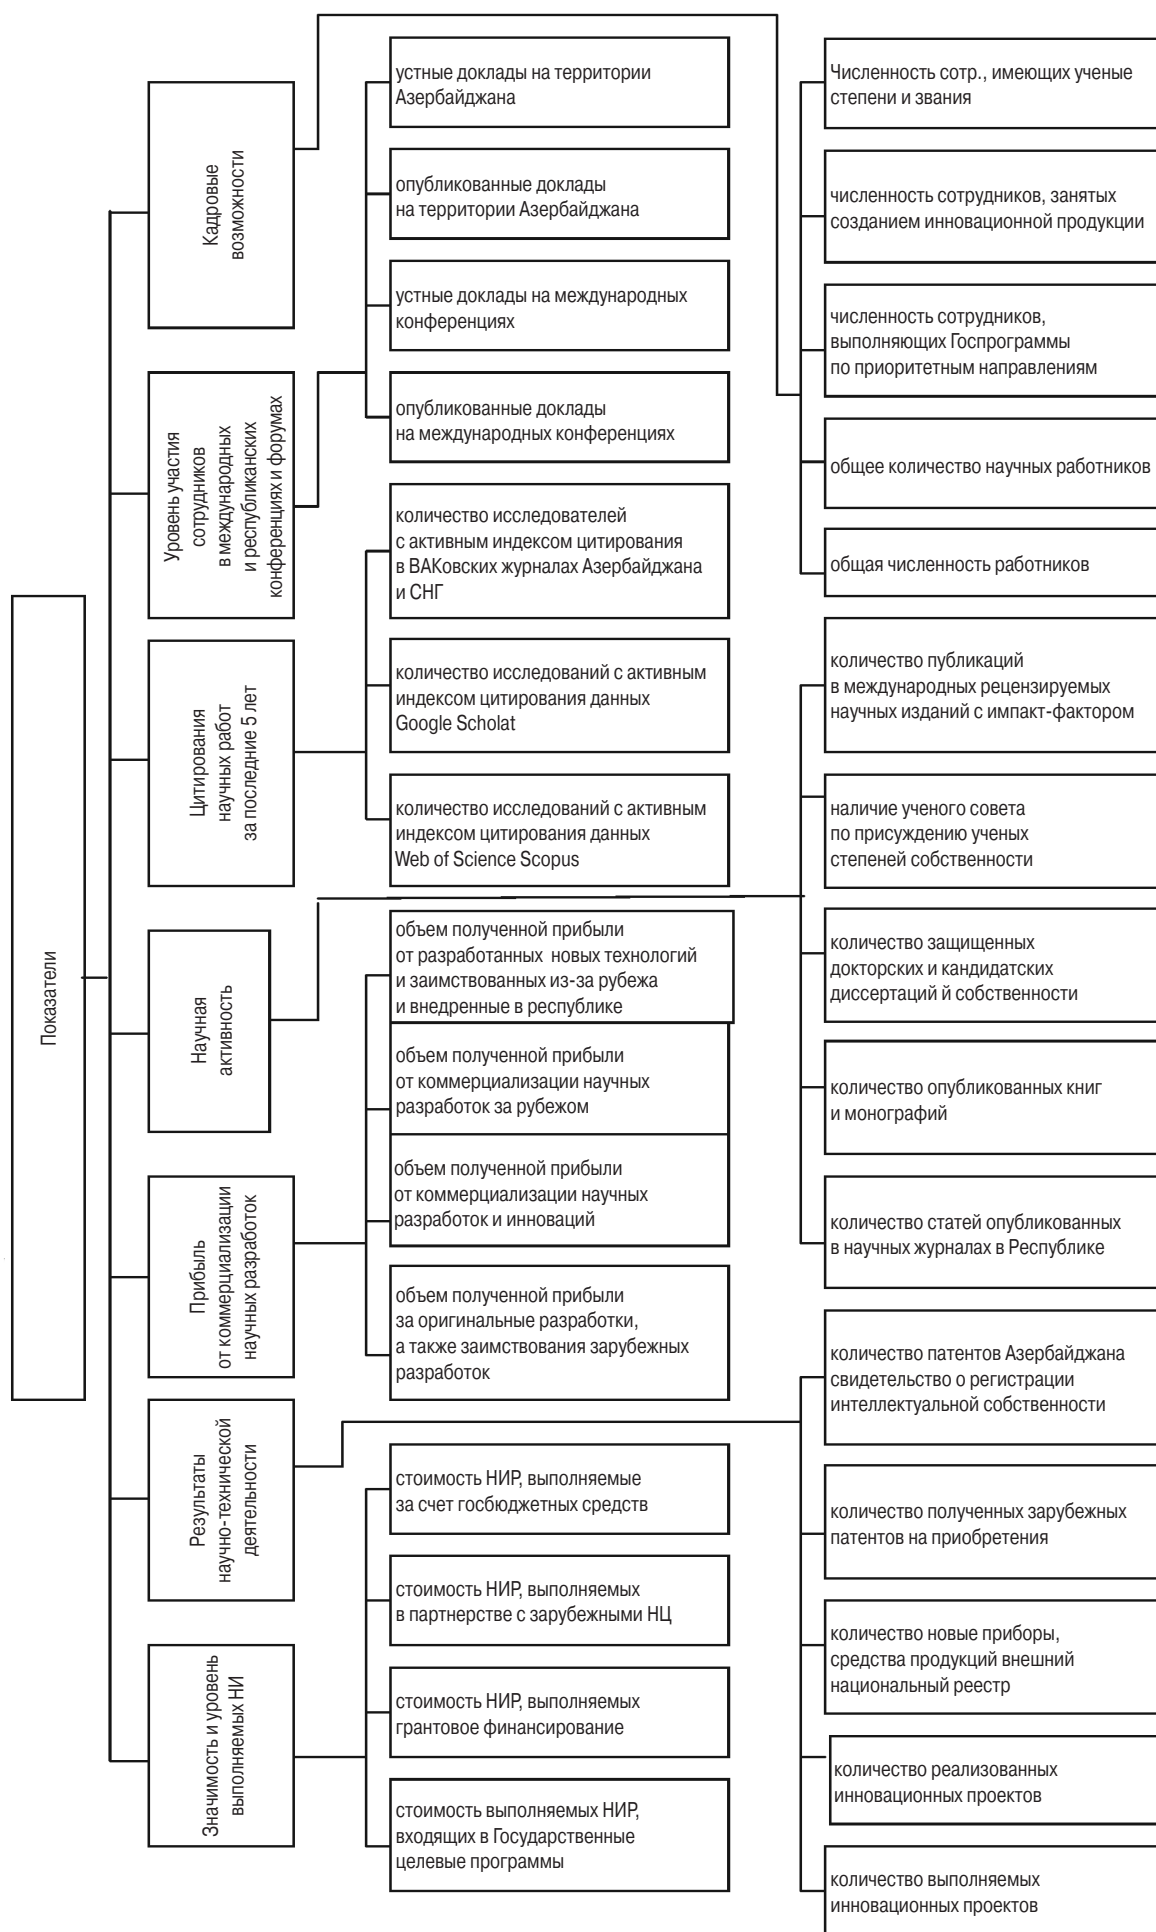 Показатели
Кадровые
возможности
Уровень участия
сотрудников
в международных
и республиканских
конференциях и форумах
Цитирования
научных работ
за последние 5 лет
Научная
активность
Прибыль
от коммерциализации
научных разработок
Результаты
научно-технической
деятельности
Значимость и уровень
выполняемых НИ
устные доклады на территории
Азербайджана
опубликованные доклады
на территории Азербайджана
устные доклады на международных
конференциях
опубликованные доклады
на международных конференциях
количество исследователей
с активным индексом цитирования
в ВАКовских журналах Азербайджана
и СНГ
количество исследований с активным
индексом цитирования данных
Google Scholat
количество исследований с активным
индексом цитирования данных
Web of Science Scopus
объем полученной прибыли
от разработанных новых технологий
и заимствованных из-за рубежа
и внедренные в республике
объем полученной прибыли
от коммерциализации научных
разработок за рубежом
объем полученной прибыли
от коммерциализации научных
разработок и инноваций
объем полученной прибыли
за оригинальные разработки,
а также заимствования зарубежных
разработок
стоимость НИР, выполняемые
за счет госбюджетных средств
стоимость НИР, выполняемых
в партнерстве с зарубежными НЦ
стоимость НИР, выполняемых
грантовое финансирование
стоимость выполняемых НИР,
входящих в Государственные
целевые программы
Численность сотр., имеющих ученые
степени и звания
численность сотрудников, занятых
созданием инновационной продукции
численность сотрудников,
выполняющих Госпрограммы
по приоритетным направлениям
общее количество научных работников
общая численность работников
количество публикаций
в международных рецензируемых
научных изданий с импакт-фактором
наличие ученого совета
по присуждению ученых
степеней собственности
количество защищенных
докторских и кандидатских
диссертаций й собственности
количество опубликованных книг
и монографий
количество статей опубликованных
в научных журналах в Республике
количество патентов Азербайджана
свидетельство о регистрации
интеллектуальной собственности
количество полученных зарубежных
патентов на приобретения
количество новые приборы,
средства продукций внешний
национальный реестр
количество реализованных
инновационных проектов
количество выполняемых
инновационных проектов